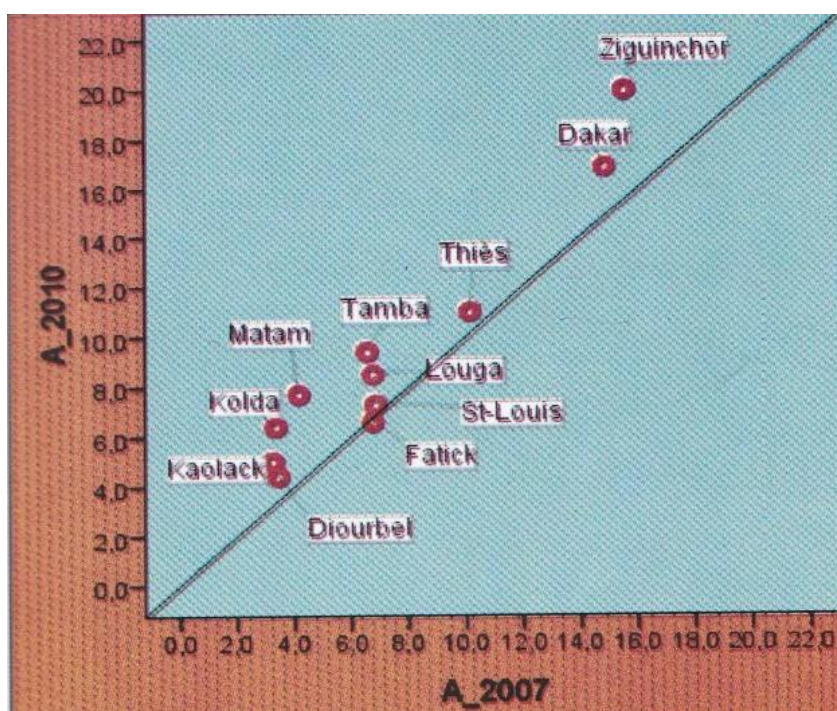 22,0
20,0
18,0
16,0
14,0
12,0
10,0
8,0
6,0
4,0
2,0
0,0
A_2010
Ziguinchor
Dakar
Thiès
Tamba
Matam
Louga
Kolda
St-Louis
Fatick
Kaolack
Diourbel
0,0 2,0 4,0 6,0 8,0 10,0 12,0 14,0 16,0 18,0 20,0 22,0
A_2007